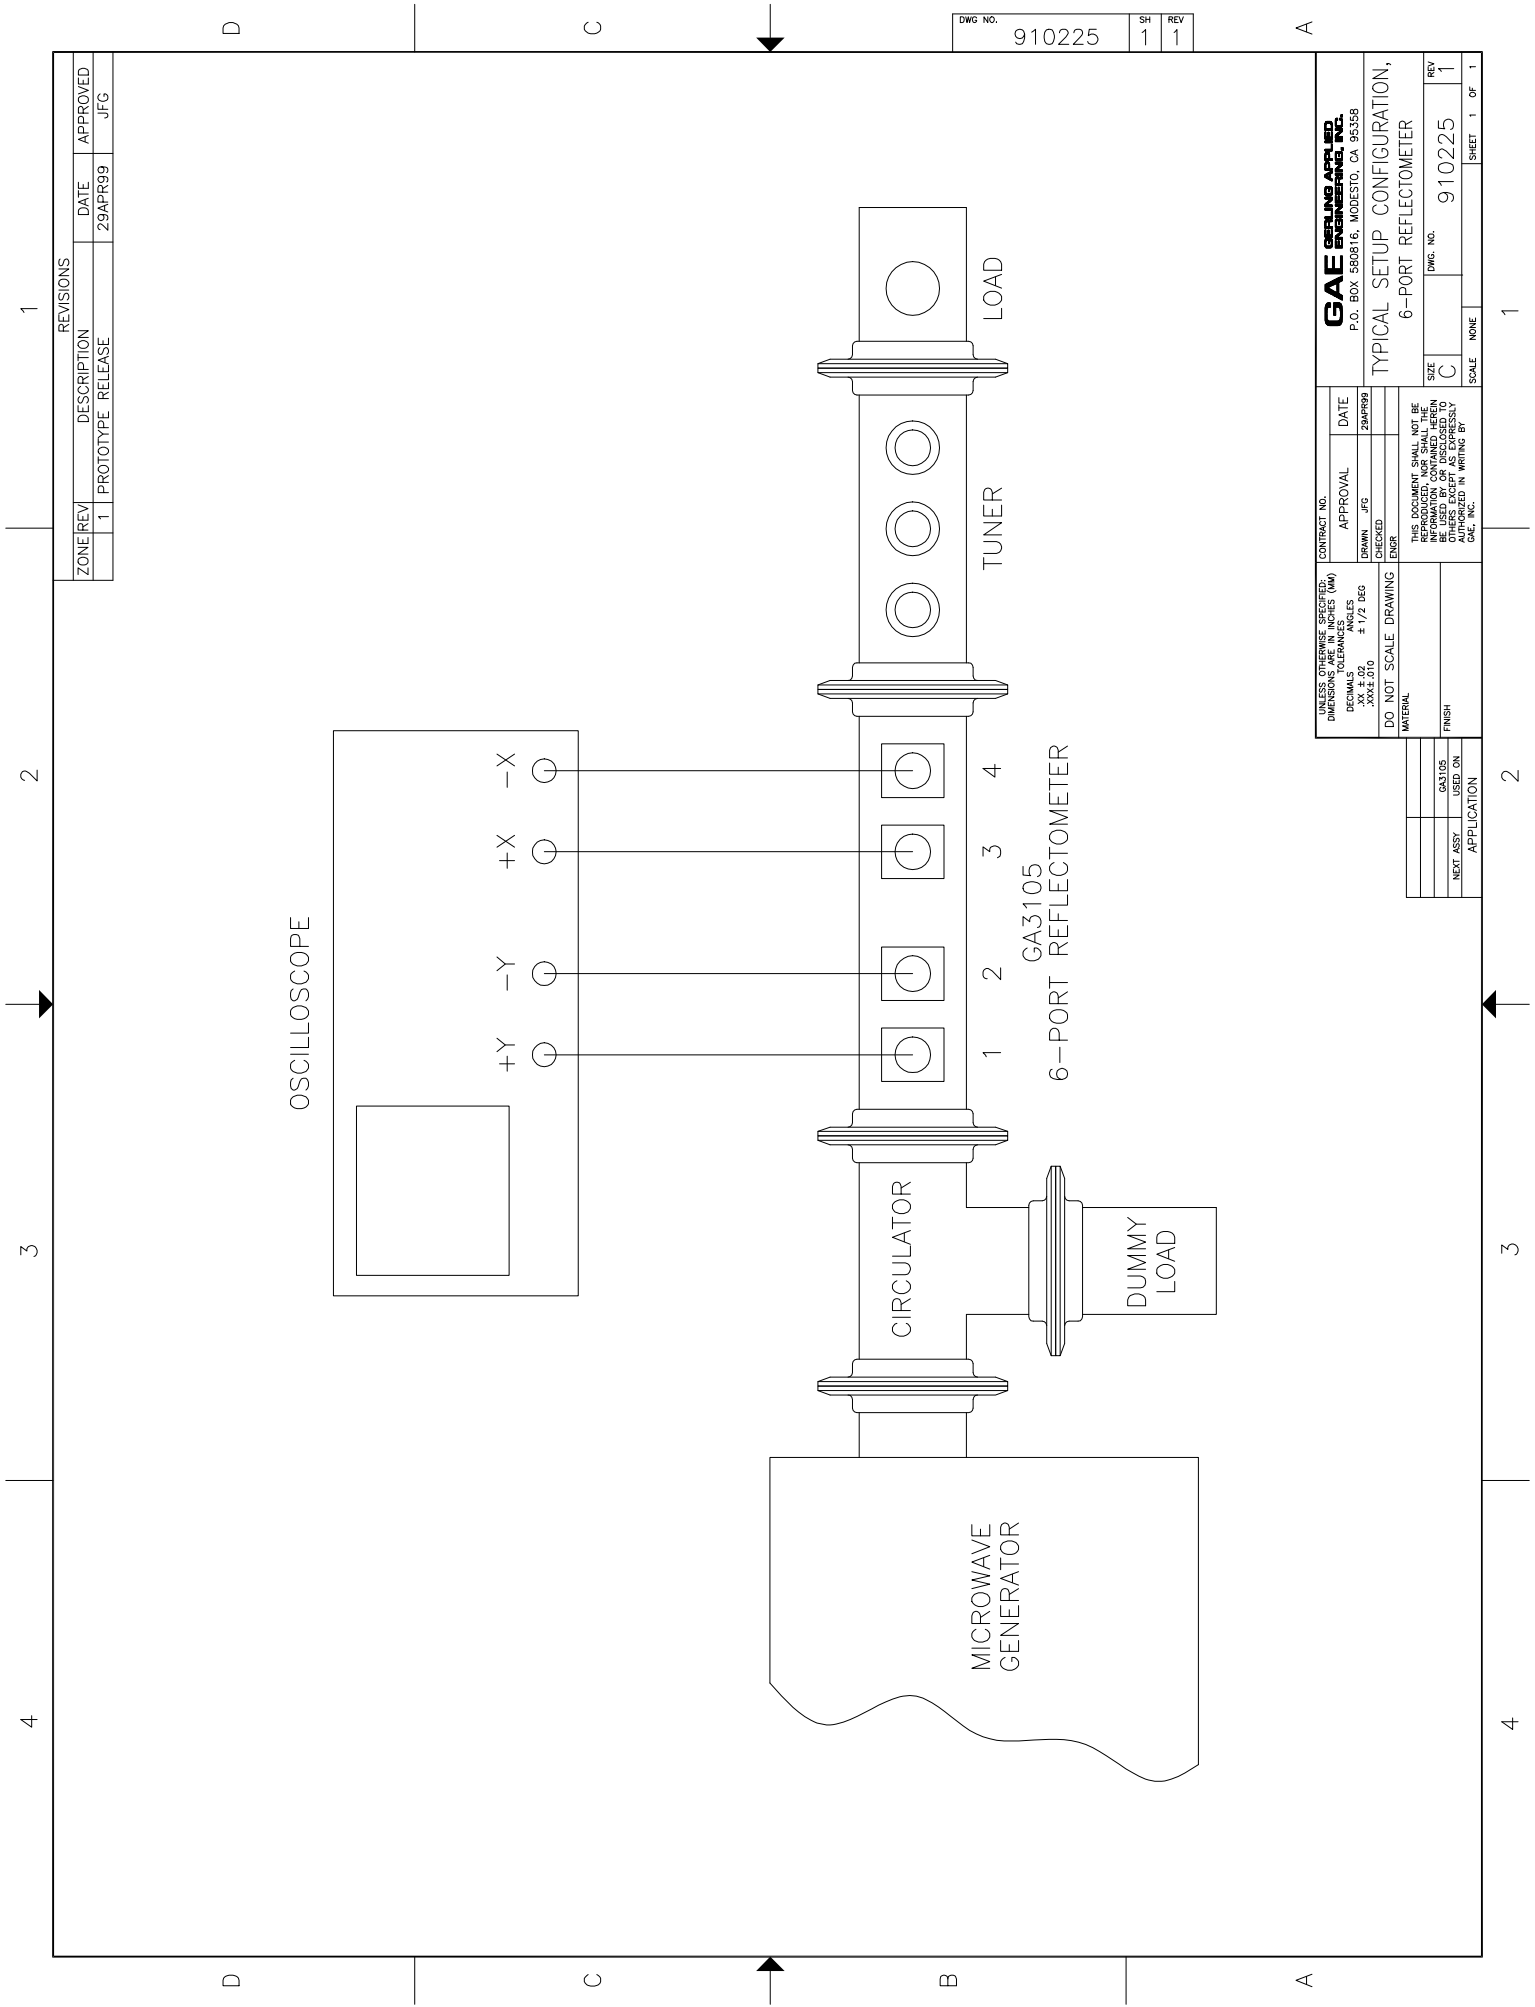 4
3
2
1
D
C
A
D
C
B
A
4
3
2
1
DWG NO.
910225
SH
1
REV
1
REVISIONS
ZONE REV DESCRIPTION DATE APPROVED
1 PROTOTYPE RELEASE 29APR99 JFG
OSCILLOSCOPE
+Y -Y +X -X
CIRCULATOR
1 2 3 4
GA3105
6-PORT REFLECTOMETER
TUNER
LOAD
MICROWAVE
GENERATOR
DUMMY
LOAD
UNLESS OTHERWISE SPECIFIED:
DIMENSIONS ARE IN INCHES (MM)
TOLERANCES
DECIMALS ANGLES
.XX ±.02 ± 1/2 DEG
.XXX±.010
DO NOT SCALE DRAWING
MATERIAL
FINISH
GA3105
NEXT ASSY USED ON
APPLICATION
CONTRACT NO.
APPROVAL DATE
DRAWN JFG 29APR99
CHECKED
ENGR
THIS DOCUMENT SHALL NOT BE
REPRODUCED, NOR SHALL THE
INFORMATION CONTAINED HEREIN
BE USED BY OR DISCLOSED TO
OTHERS EXCEPT AS EXPRESSLY
AUTHORIZED IN WRITING BY
GAE, INC.
GAE GERLING APPLIED
ENGINEERING, INC.
P.O. BOX 580816, MODESTO, CA 95358
TYPICAL SETUP CONFIGURATION,
6-PORT REFLECTOMETER
SIZE
C
DWG. NO.
910225
REV
1
SCALE NONE SHEET 1 OF 1